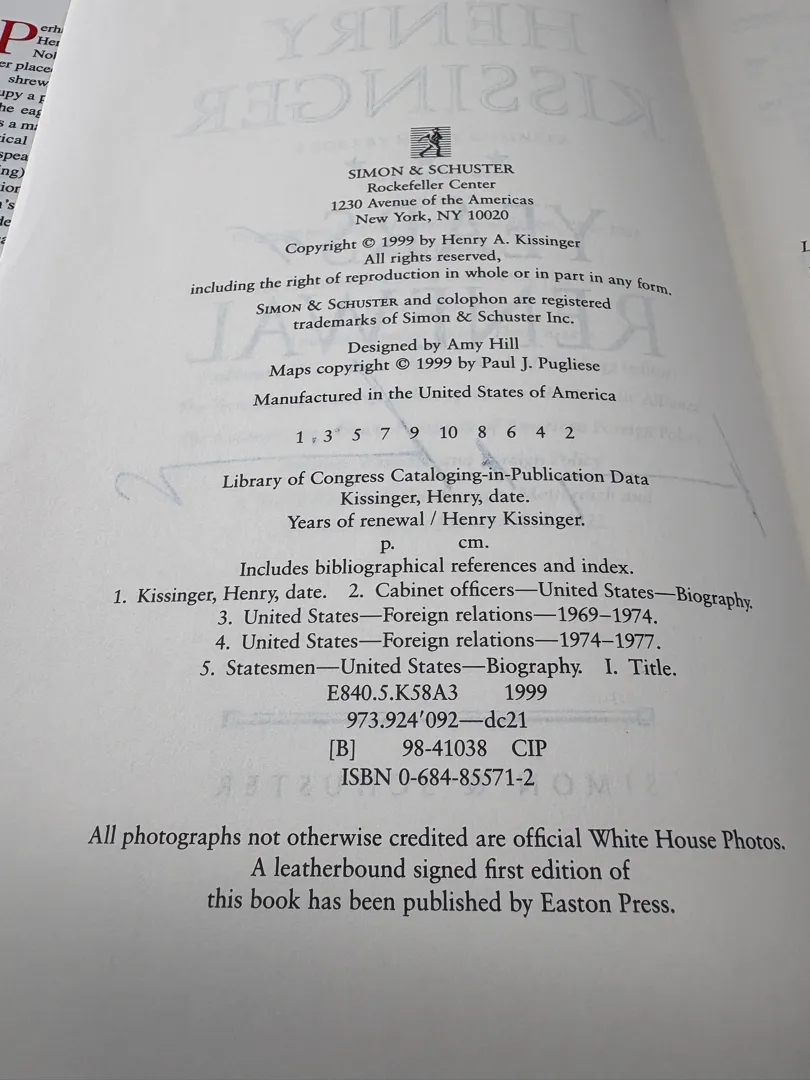 SIMON & SCHUSTER
Rockefeller Center
1230 Avenue of the Americas
New York, NY 10020
Copyright © 1999 by Henry A. Kissinger
All rights reserved,
including the right of reproduction in whole or in part in any form.
SIMON & SCHUSTER and colophon are registered
trademarks of Simon & Schuster Inc.
Designed by Amy Hill
Maps copyright © 1999 by Paul J. Pugliese
Manufactured in the United States of America
1 3 5 7 9 10 8 6 4 2
Library of Congress Cataloging-in-Publication Data
Kissinger, Henry, date.
Years of renewal / Henry Kissinger.
p. cm.
Includes bibliographical references and index.
1. Kissinger, Henry, date. 2. Cabinet officers—United States—Biography.
3. United States—Foreign relations—1969–1974.
4. United States—Foreign relations—1974–1977.
5. Statesmen—United States—Biography. I. Title.
E840.5.K58A3 1999
973.924'092—dc21
[B] 98-41038 CIP
ISBN 0-684-85571-2
All photographs not otherwise credited are official White House Photos.
A leatherbound signed first edition of
this book has been published by Easton Press.